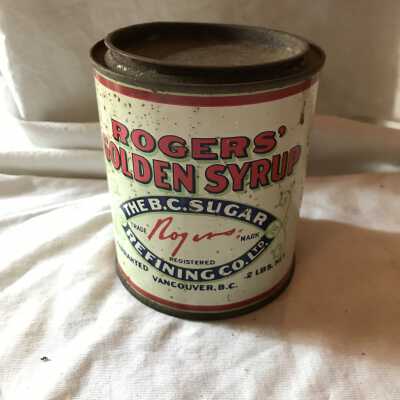 ROGERS'
GOLDEN SYRUP
THE B.C. SUGAR
TRADE Rogers MARK
REGISTERED
REFINING CO. LTD.
VANCOUVER, B.C.
2 LBS.